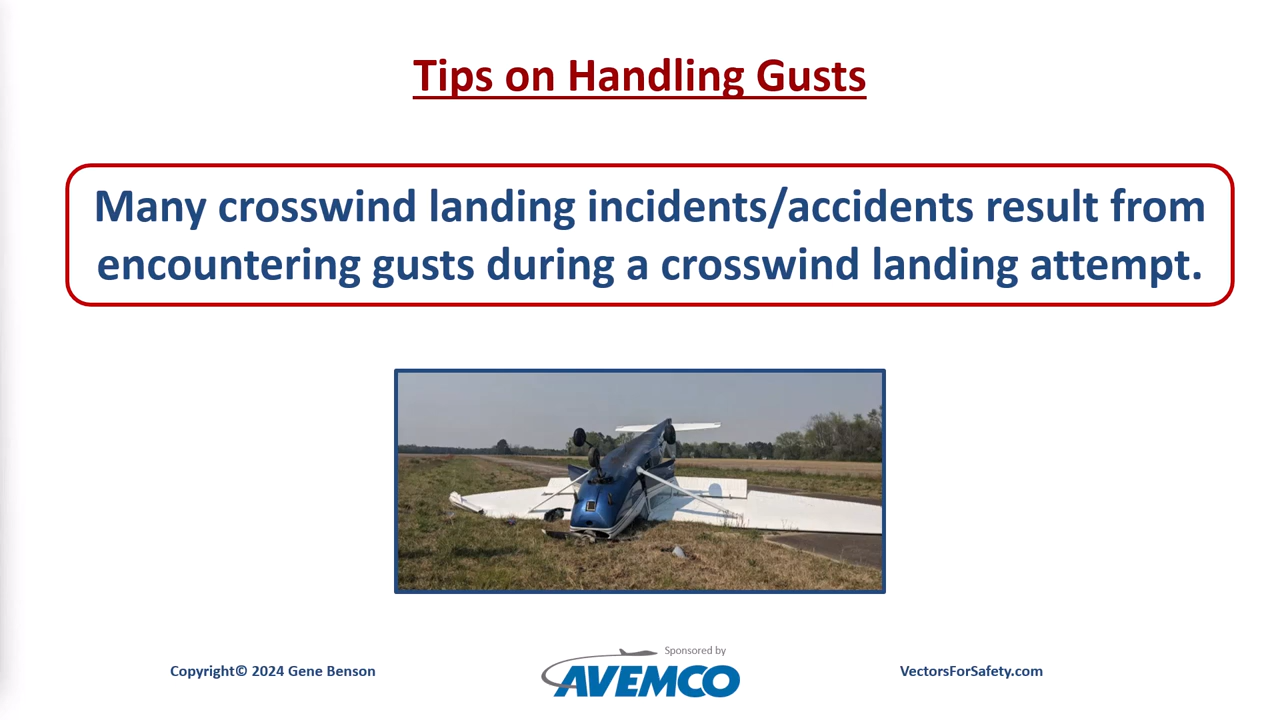 Tips on Handling Gusts
Many crosswind landing incidents/accidents result from
encountering gusts during a crosswind landing attempt.
Sponsored by
AVEMCO
Copyright© 2024 Gene Benson
VectorsForSafety.com